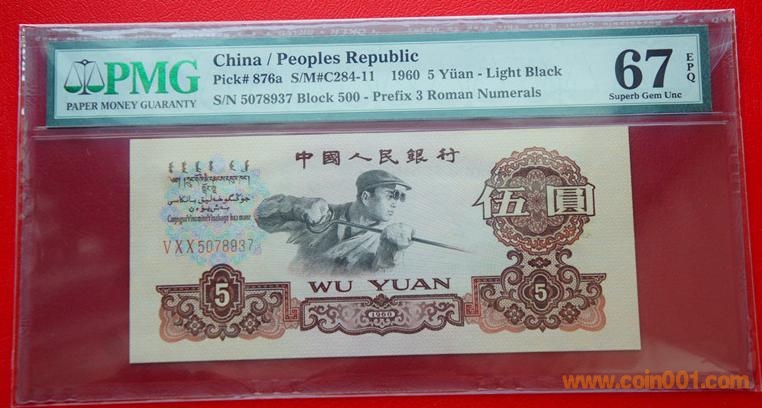 PMG
PAPER MONEY GUARANTY
China / Peoples Republic
Pick# 876a S/M#C284-11 1960 5 Yüan - Light Black
S/N 5078937 Block 500 - Prefix 3 Roman Numerals
67 EPQ
Superb Gem Unc
中國人民銀行
伍圓
VXX5078937
WU YUAN
5
5
1960
www.coin001.com